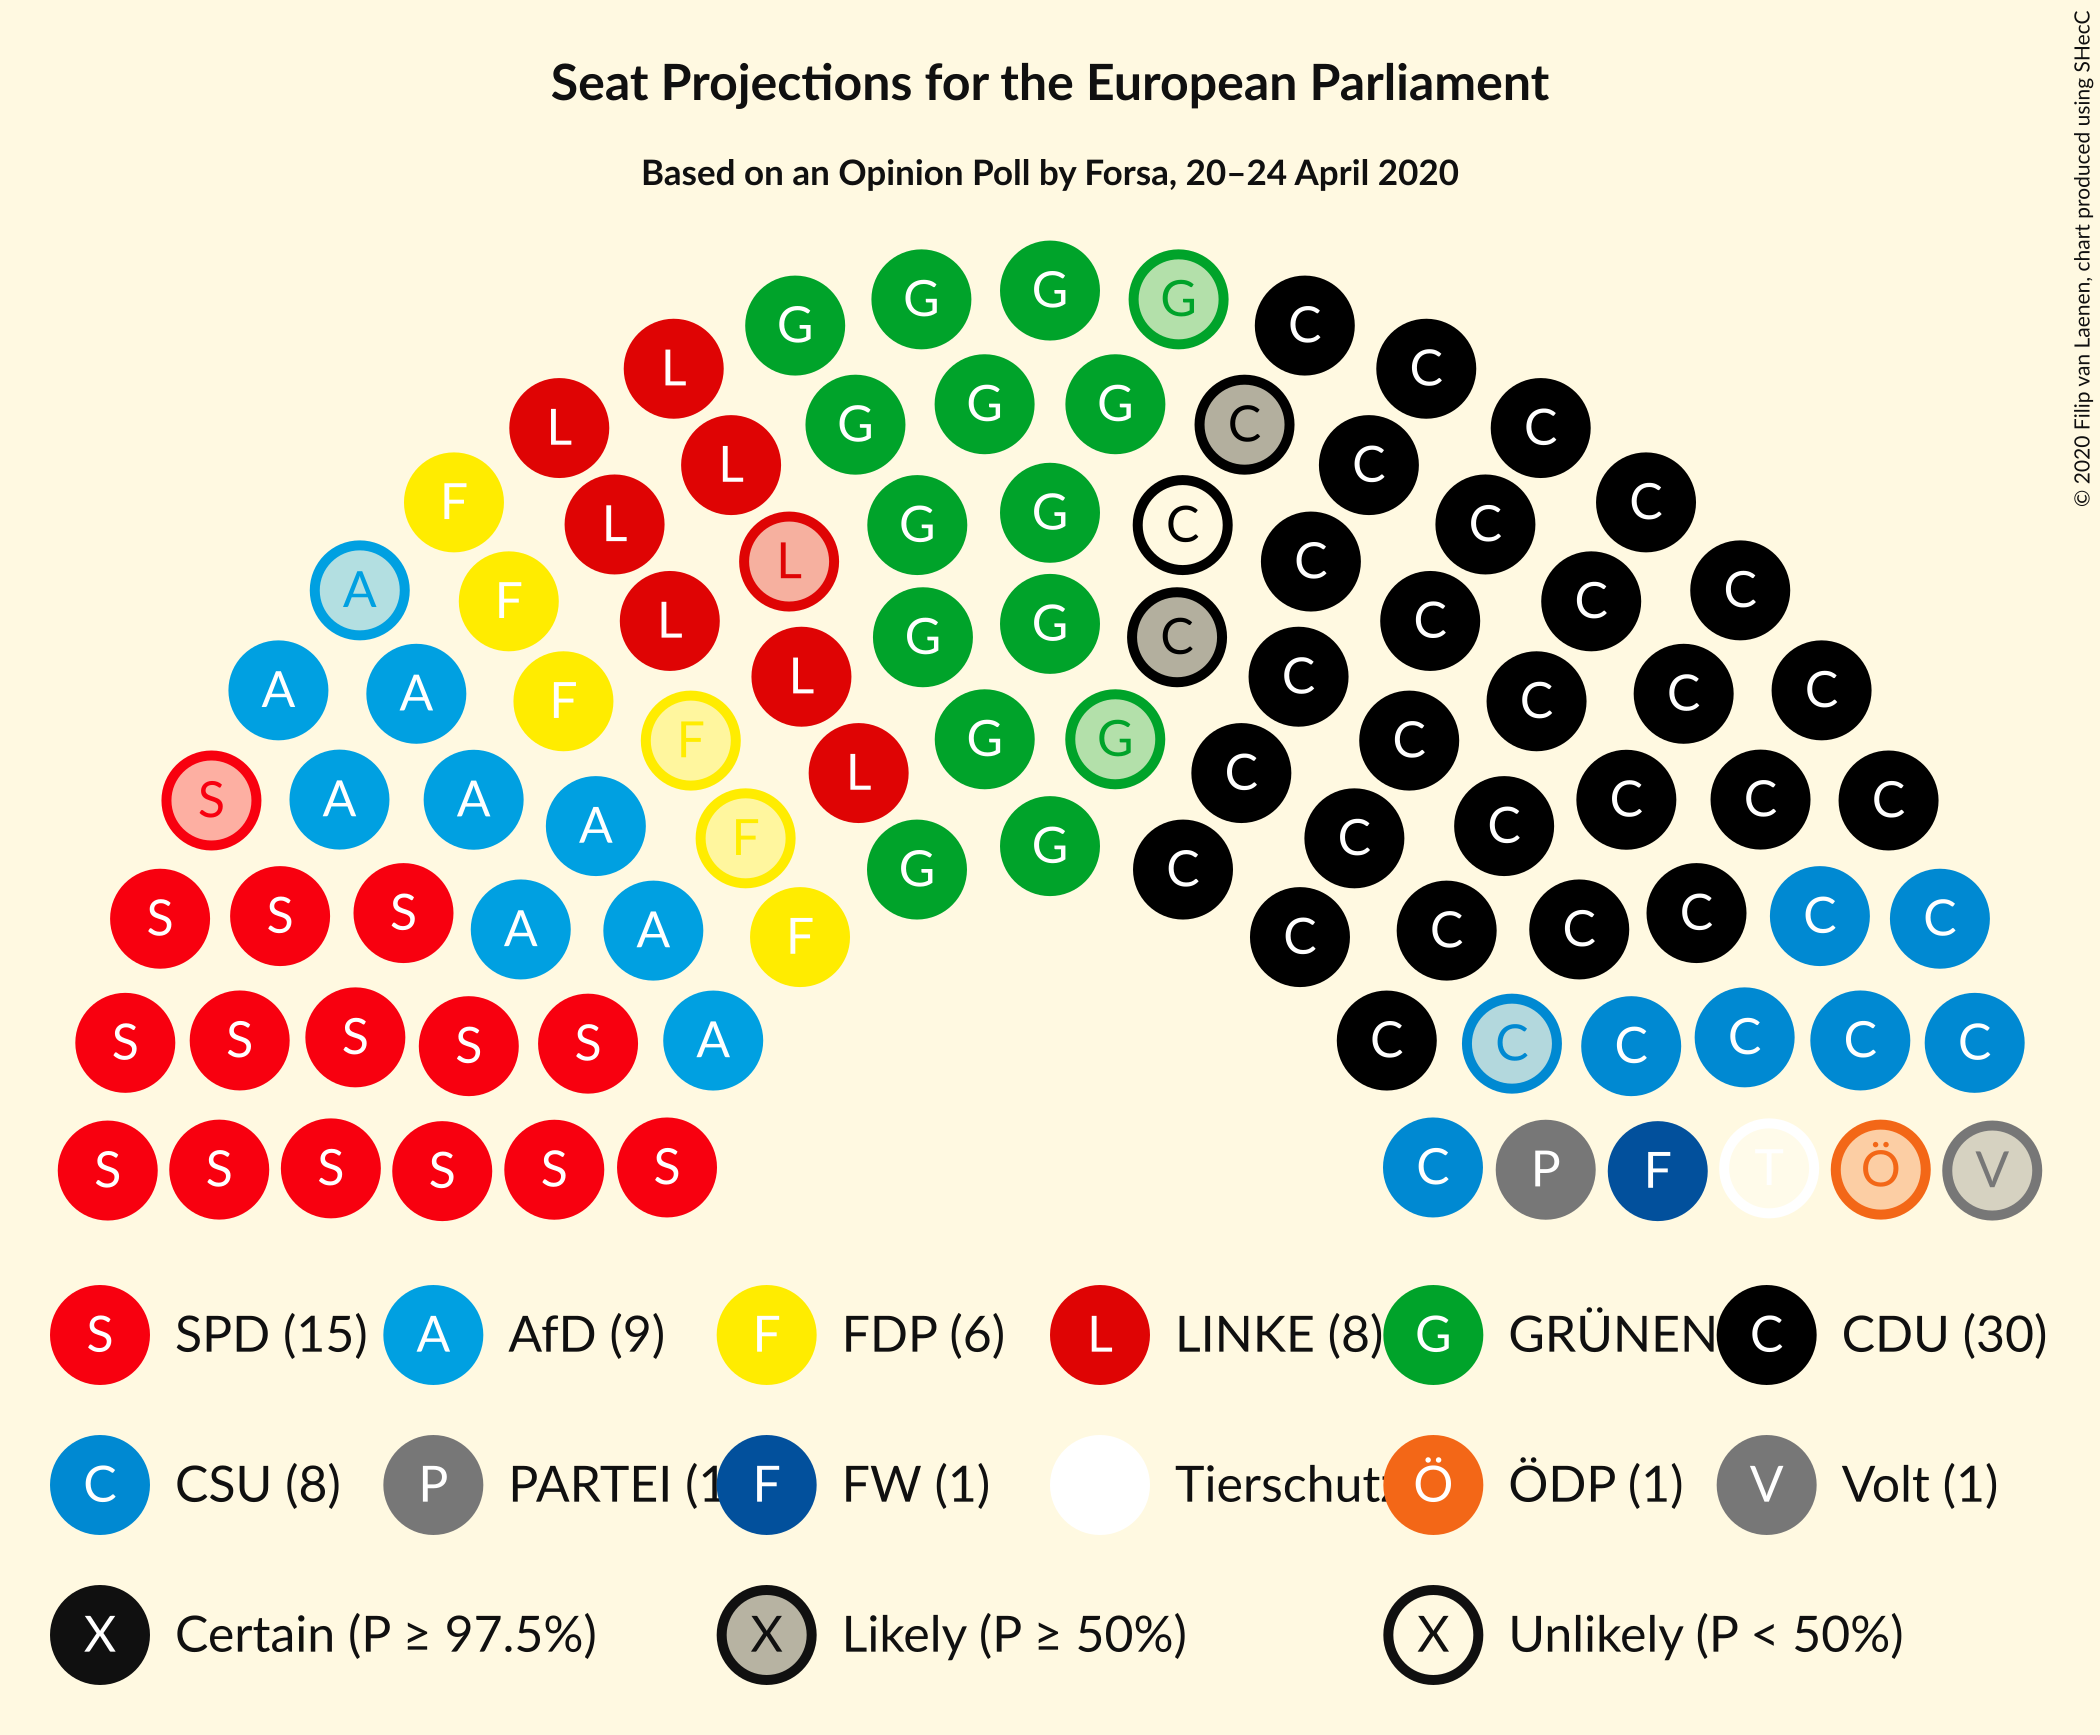 Seat Projections for the European Parliament
Based on an Opinion Poll by Forsa, 20–24 April 2020
© 2020 Filip van Laenen, chart produced using SHecC
G G G G
G G C C
L G G G C C
L L G G C C C
F L L G C C C C
A F L G G C C C C
A A F L F G G C C C C C C
S A A A F L G G C C C C C C
S S S A A F G G C C C C C C C
S S S S S A C C C C C C
S S S S S S C P F T Ö V
S SPD (15) A AfD (9) F FDP (6) L LINKE (8) G GRÜNEN C CDU (30)
C CSU (8) P PARTEI (1 F FW (1) Tierschutz Ö ÖDP (1) V Volt (1)
X Certain (P ≥ 97.5%) X Likely (P ≥ 50%) X Unlikely (P < 50%)